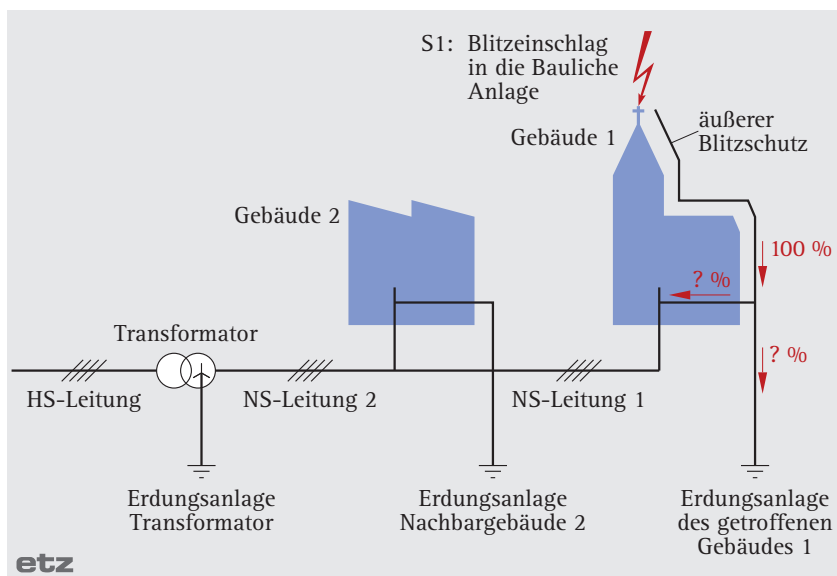 S1: Blitzeinschlag
in die Bauliche
Anlage
äußerer
Blitzschutz
Gebäude 1
Gebäude 2
100 %
? %
? %
Transformator
HS-Leitung
NS-Leitung 2
NS-Leitung 1
Erdungsanlage
Transformator
Erdungsanlage
Nachbargebäude 2
Erdungsanlage
des getroffenen
Gebäudes 1
etz